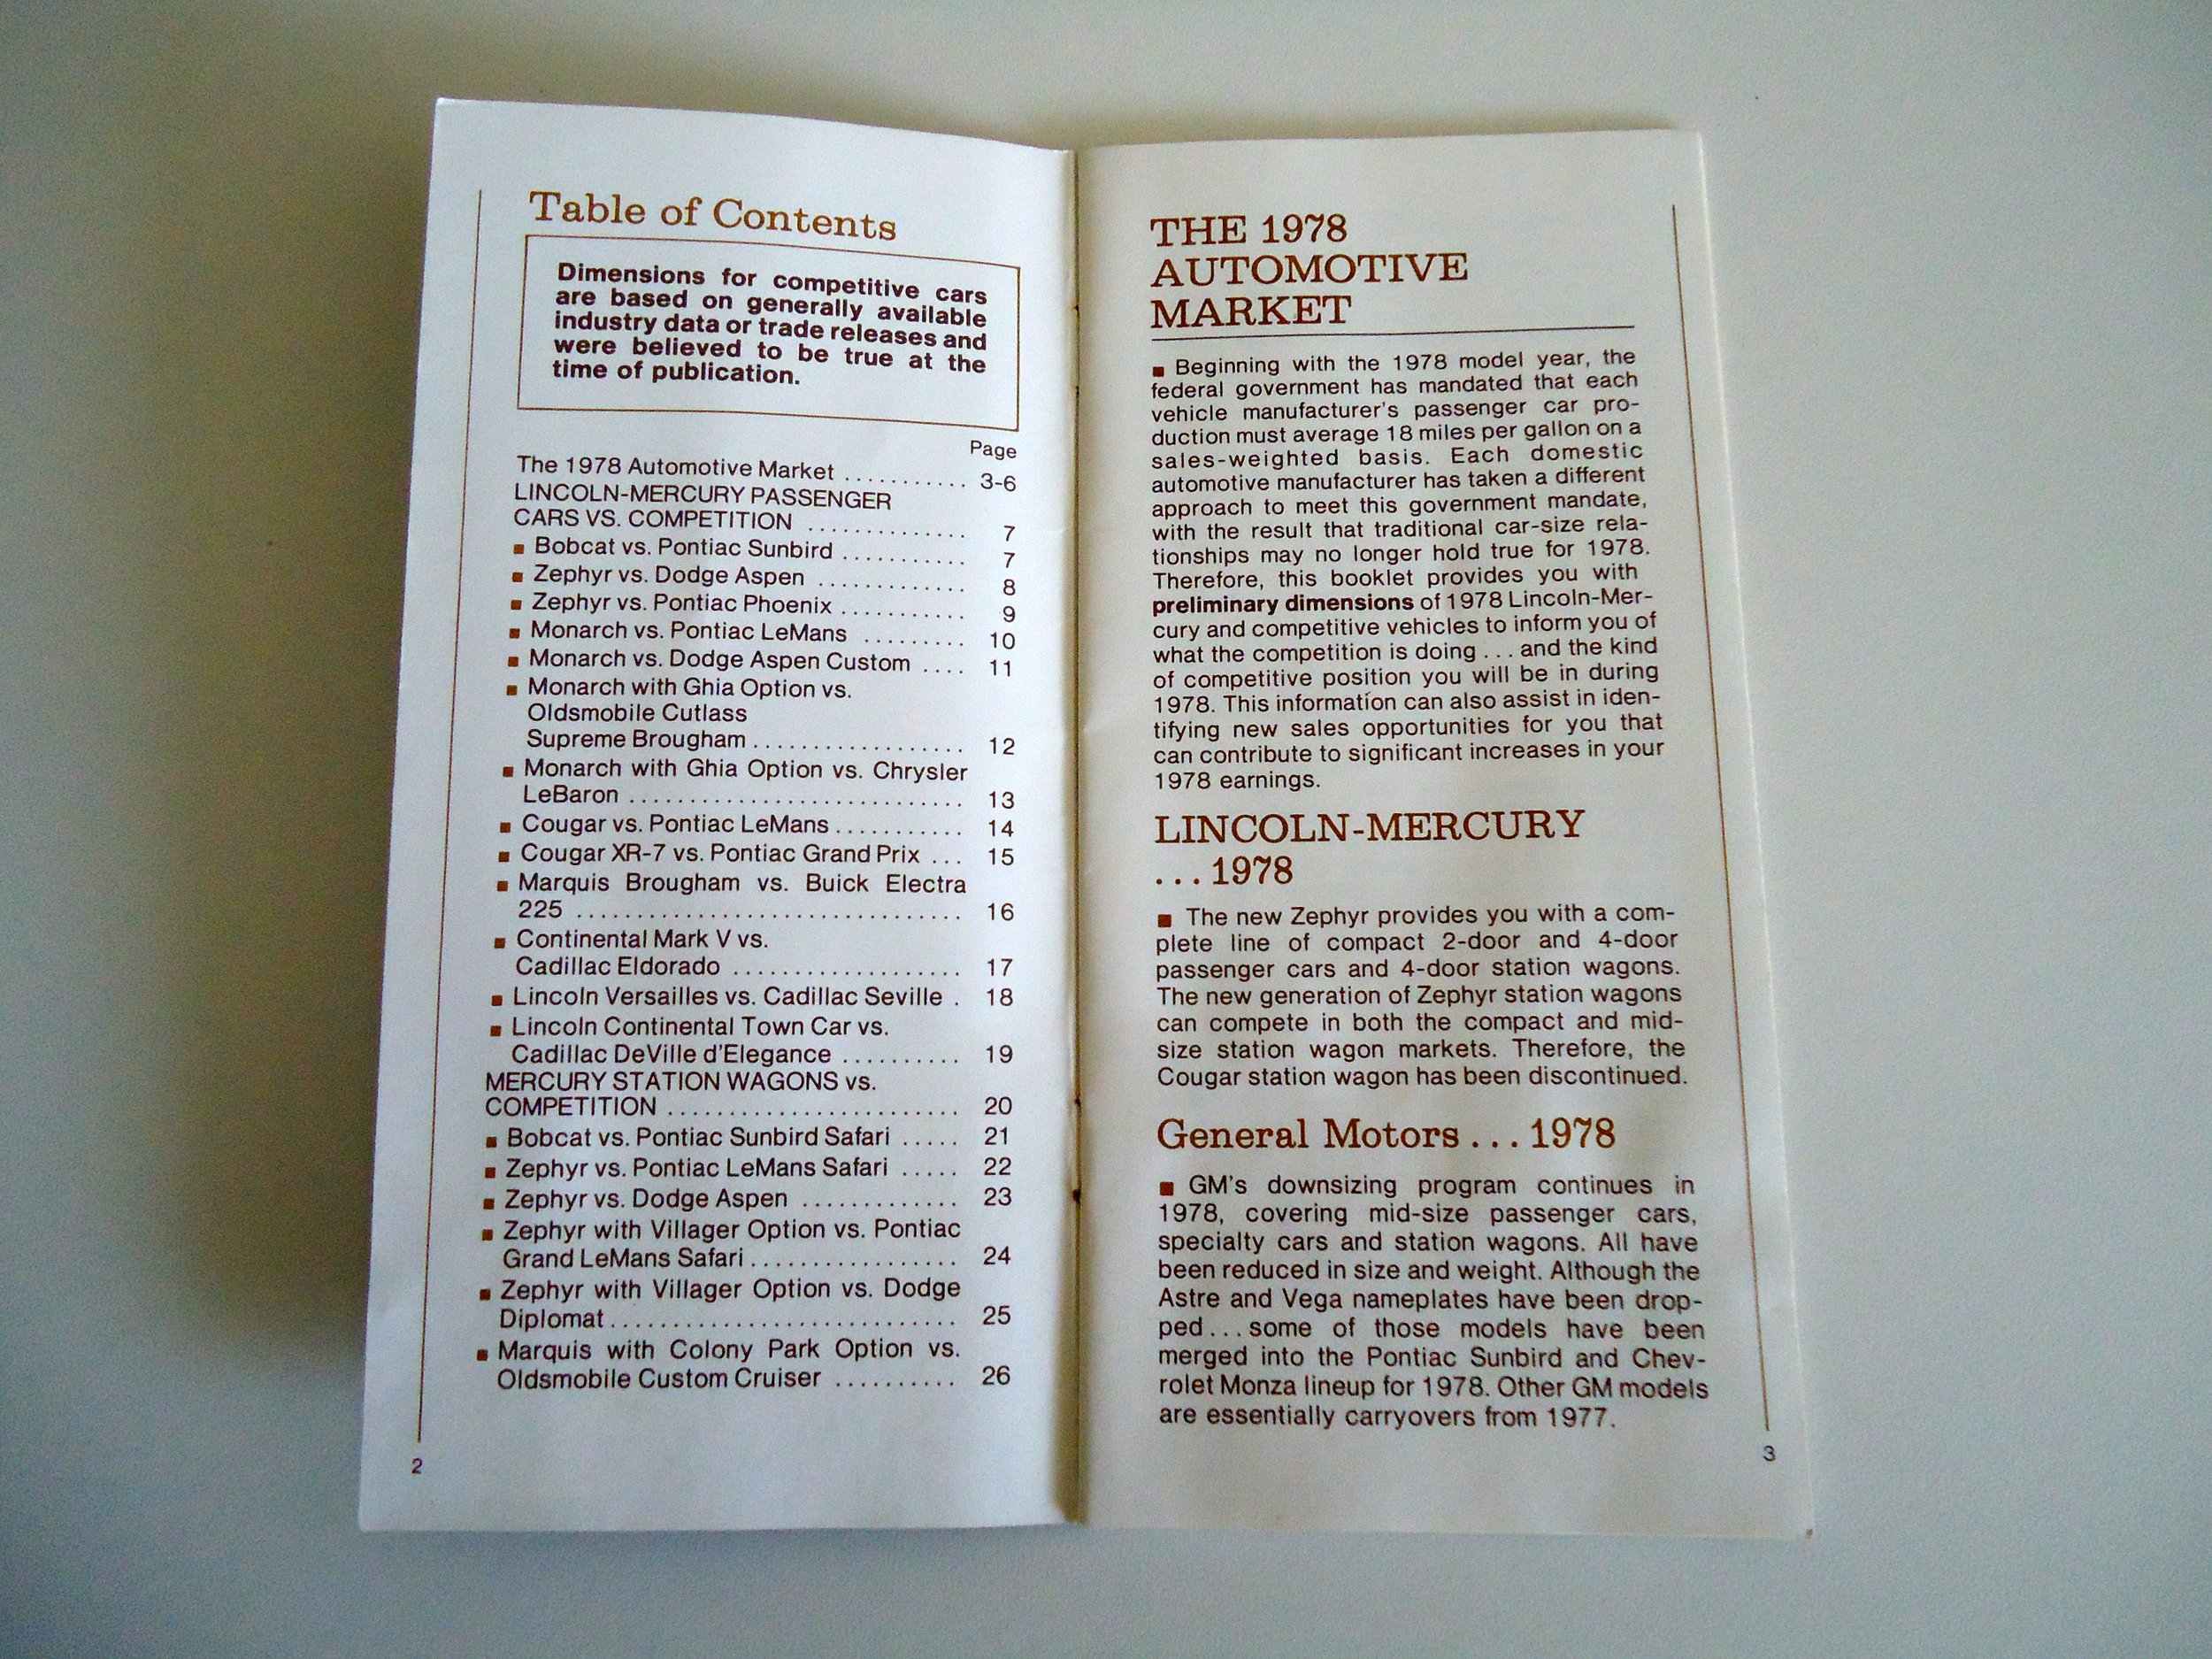 Table of Contents
Dimensions for competitive cars
are based on generally available
industry data or trade releases and
were believed to be true at the
time of publication.
Page
The 1978 Automotive Market ........... 3-6
LINCOLN-MERCURY PASSENGER
CARS VS. COMPETITION .............. 7
■ Bobcat vs. Pontiac Sunbird ........... 7
■ Zephyr vs. Dodge Aspen ............. 8
■ Zephyr vs. Pontiac Phoenix ........... 9
■ Monarch vs. Pontiac LeMans ......... 10
■ Monarch vs. Dodge Aspen Custom .... 11
■ Monarch with Ghia Option vs.
Oldsmobile Cutlass
Supreme Brougham .................. 12
■ Monarch with Ghia Option vs. Chrysler
LeBaron ............................ 13
■ Cougar vs. Pontiac LeMans ........... 14
■ Cougar XR-7 vs. Pontiac Grand Prix ... 15
■ Marquis Brougham vs. Buick Electra
225 ................................ 16
■ Continental Mark V vs.
Cadillac Eldorado ................... 17
■ Lincoln Versailles vs. Cadillac Seville . 18
■ Lincoln Continental Town Car vs.
Cadillac DeVille d'Elegance .......... 19
MERCURY STATION WAGONS vs.
COMPETITION ........................ 20
■ Bobcat vs. Pontiac Sunbird Safari ..... 21
■ Zephyr vs. Pontiac LeMans Safari ..... 22
■ Zephyr vs. Dodge Aspen ............. 23
■ Zephyr with Villager Option vs. Pontiac
Grand LeMans Safari ................. 24
■ Zephyr with Villager Option vs. Dodge
Diplomat ............................ 25
■ Marquis with Colony Park Option vs.
Oldsmobile Custom Cruiser .......... 26
2
THE 1978
AUTOMOTIVE
MARKET
■ Beginning with the 1978 model year, the
federal government has mandated that each
vehicle manufacturer's passenger car pro-
duction must average 18 miles per gallon on a
sales-weighted basis. Each domestic
automotive manufacturer has taken a different
approach to meet this government mandate,
with the result that traditional car-size rela-
tionships may no longer hold true for 1978.
Therefore, this booklet provides you with
preliminary dimensions of 1978 Lincoln-Mer-
cury and competitive vehicles to inform you of
what the competition is doing ... and the kind
of competitive position you will be in during
1978. This information can also assist in iden-
tifying new sales opportunities for you that
can contribute to significant increases in your
1978 earnings.
LINCOLN-MERCURY
... 1978
■ The new Zephyr provides you with a com-
plete line of compact 2-door and 4-door
passenger cars and 4-door station wagons.
The new generation of Zephyr station wagons
can compete in both the compact and mid-
size station wagon markets. Therefore, the
Cougar station wagon has been discontinued.
General Motors ... 1978
■ GM's downsizing program continues in
1978, covering mid-size passenger cars,
specialty cars and station wagons. All have
been reduced in size and weight. Although the
Astre and Vega nameplates have been drop-
ped ... some of those models have been
merged into the Pontiac Sunbird and Chev-
rolet Monza lineup for 1978. Other GM models
are essentially carryovers from 1977.
3